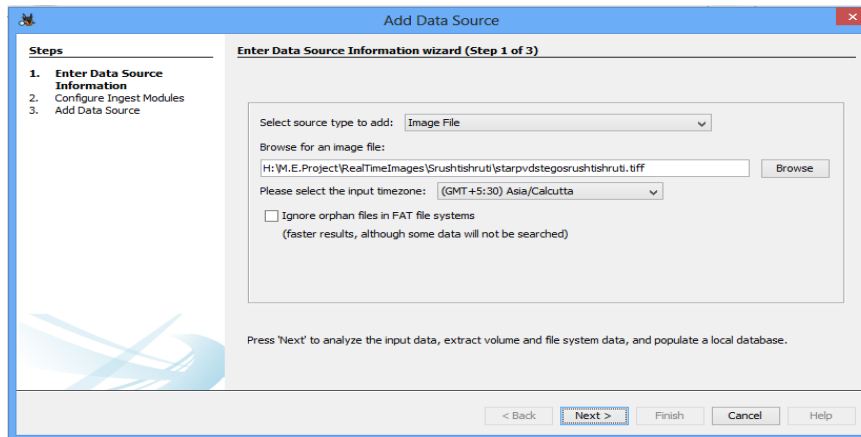 Add Data Source
Steps
1. Enter Data Source
Information
2. Configure Ingest Modules
3. Add Data Source
Enter Data Source Information wizard (Step 1 of 3)
Select source type to add: Image File
Browse for an image file:
H:\M.E.Project\RealTimeImages\Srushtishruti\starpvdstegosrushtishruti.tiff Browse
Please select the input timezone: (GMT+5:30) Asia/Calcutta
Ignore orphan files in FAT file systems
(faster results, although some data will not be searched)
Press 'Next' to analyze the input data, extract volume and file system data, and populate a local database.
< Back Next > Finish Cancel Help